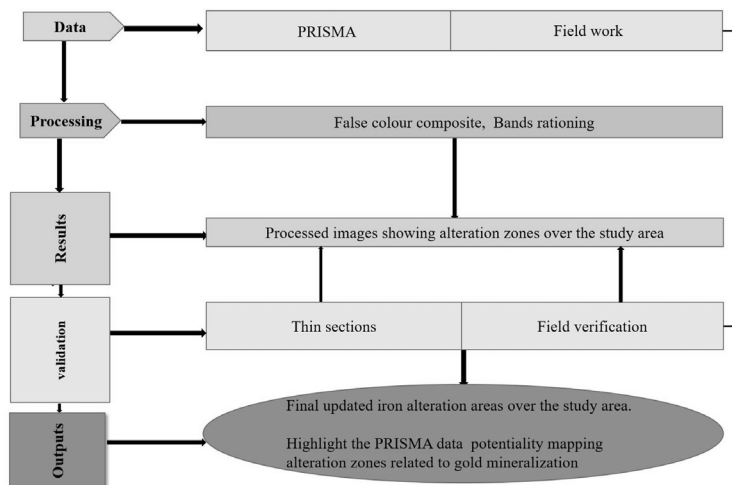 Data
PRISMA
Field work
Processing
False colour composite, Bands rationing
Results
Processed images showing alteration zones over the study area
validation
Thin sections
Field verification
Outputs
Final updated iron alteration areas over the study area.
Highlight the PRISMA data potentiality mapping
alteration zones related to gold mineralization